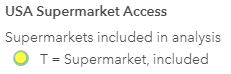 USA Supermarket Access
Supermarkets included in analysis
T = Supermarket, included